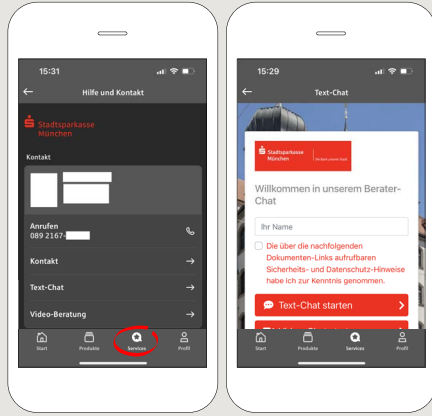 15:31
Hilfe und Kontakt
Stadtsparkasse
München
Kontakt
Anrufen
089 2167-
Kontakt
Text-Chat
Video-Beratung
Start
Produkte
Services
Profil
15:29
Text-Chat
Stadtsparkasse
München
Willkommen in unserem Berater-
Chat
Ihr Name
Die über die nachfolgenden
Dokumenten-Links aufrufbaren
Sicherheits- und Datenschutz-Hinweise
habe ich zur Kenntnis genommen.
Text-Chat starten
Start
Produkte
Services
Profil